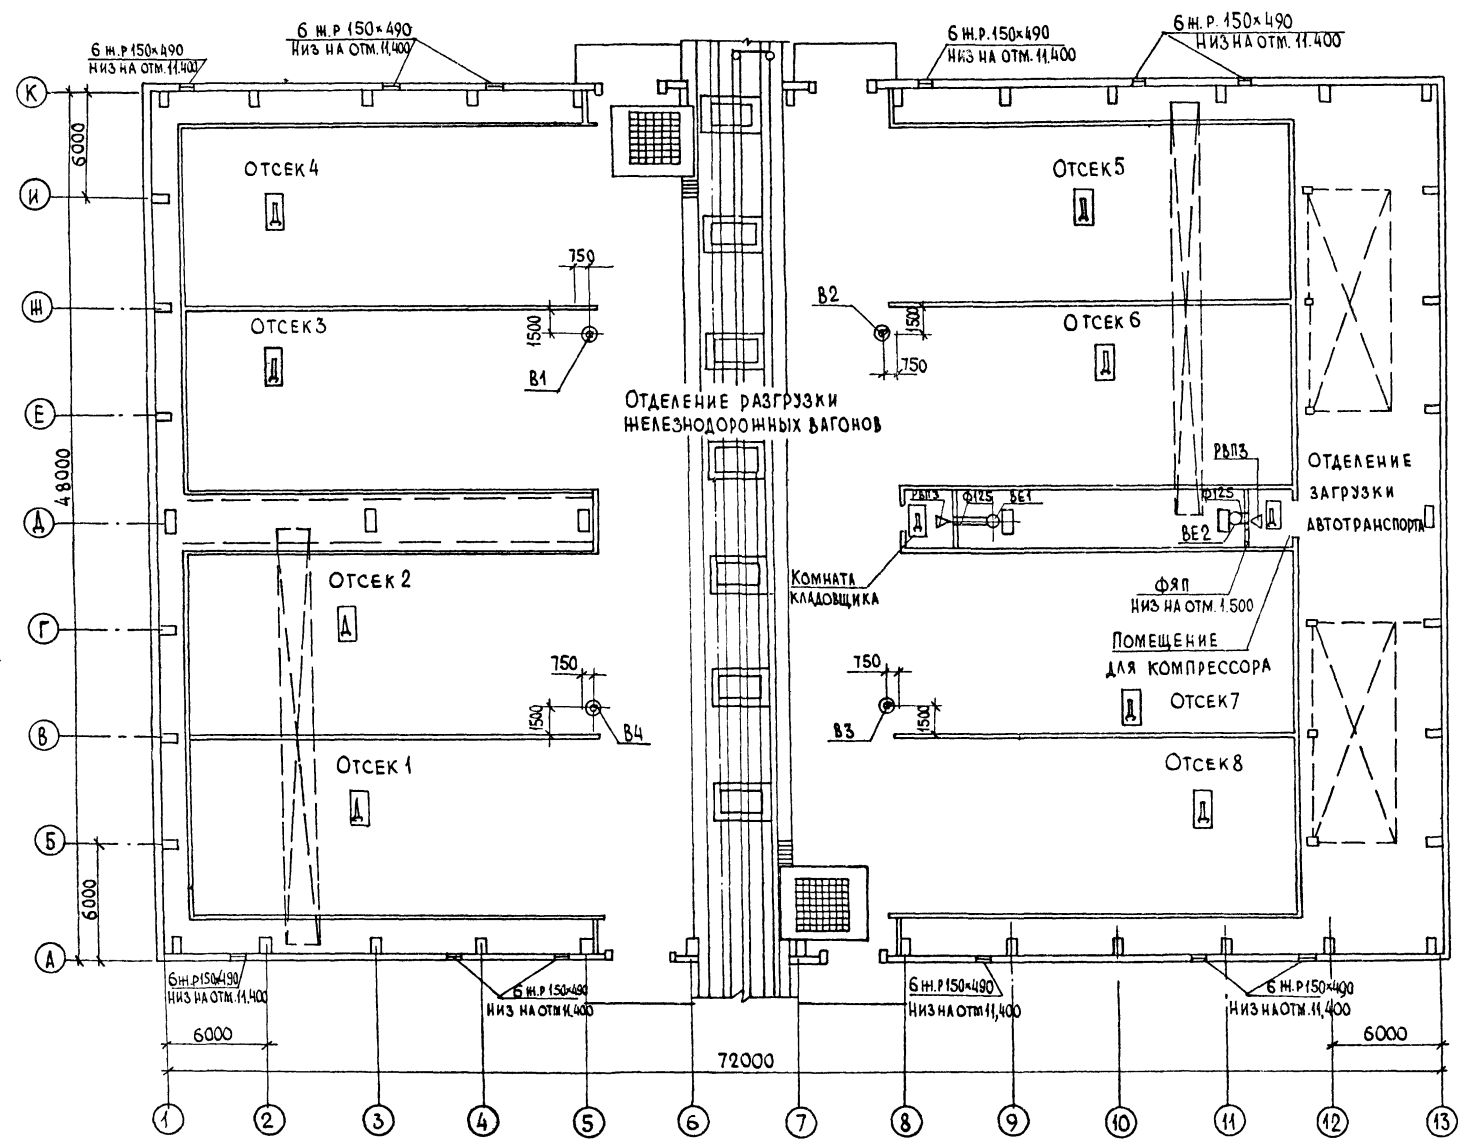 6 Ж.Р 150×490
НИЗ НА ОТМ. 11.400
6 Ж.Р 150×490
НИЗ НА ОТМ. 11,400
6 Ж.Р. 150×490
НИЗ НА ОТМ. 11.400
6 Ж.Р. 150×490
НИЗ НА ОТМ. 11.400
К
6000
И
ОТСЕК 4
Д
ОТСЕК 5
Д
750
Ж
ОТСЕК 3
Д
1500
В1
В2
1500
750
ОТСЕК 6
Д
Е
ОТДЕЛЕНИЕ РАЗГРУЗКИ
ЖЕЛЕЗНОДОРОЖНЫХ ВАГОНОВ
48000
РВП3
ОТДЕЛЕНИЕ
ЗАГРУЗКИ
АВТОТРАНСПОРТА
Д
Д
РВП3
Ф125
ВЕ1
Ф125
ВЕ2
Д
КОМНАТА
КЛАДОВЩИКА
ФЯП
НИЗ НА ОТМ. 1.500
ОТСЕК 2
Д
Г
ПОМЕЩЕНИЕ
ДЛЯ КОМПРЕССОРА
750
1500
В4
750
1500
В3
Д
ОТСЕК 7
В
ОТСЕК 1
Д
ОТСЕК 8
Д
Б
6000
А
6 Ж.Р 150×490
НИЗ НА ОТМ. 11,400
6 Ж.Р 150×490
НИЗ НА ОТМ 11.400
6 Ж.Р 150×490
НИЗ НА ОТМ 11,400
6 Ж.Р 150×490
НИЗ НА ОТМ. 11,400
6000
72000
6000
1
2
3
4
5
6
7
8
9
10
11
12
13